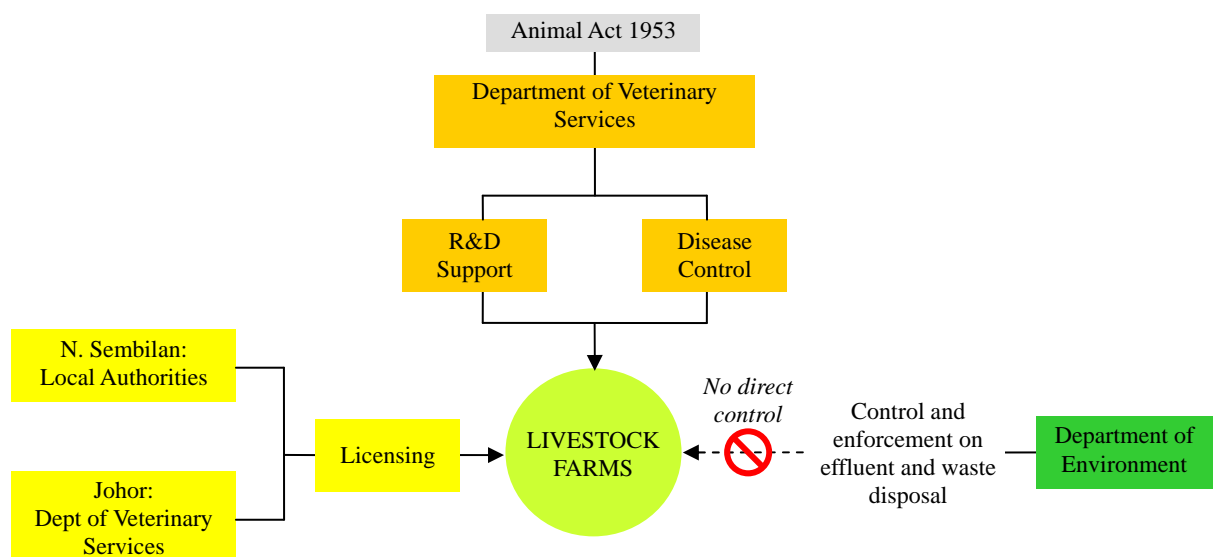 Animal Act 1953
Department of Veterinary
Services
R&D
Support
Disease
Control
N. Sembilan:
Local Authorities
Johor:
Dept of Veterinary
Services
Licensing
LIVESTOCK
FARMS
No direct
control
Control and
enforcement on
effluent and waste
disposal
Department of
Environment